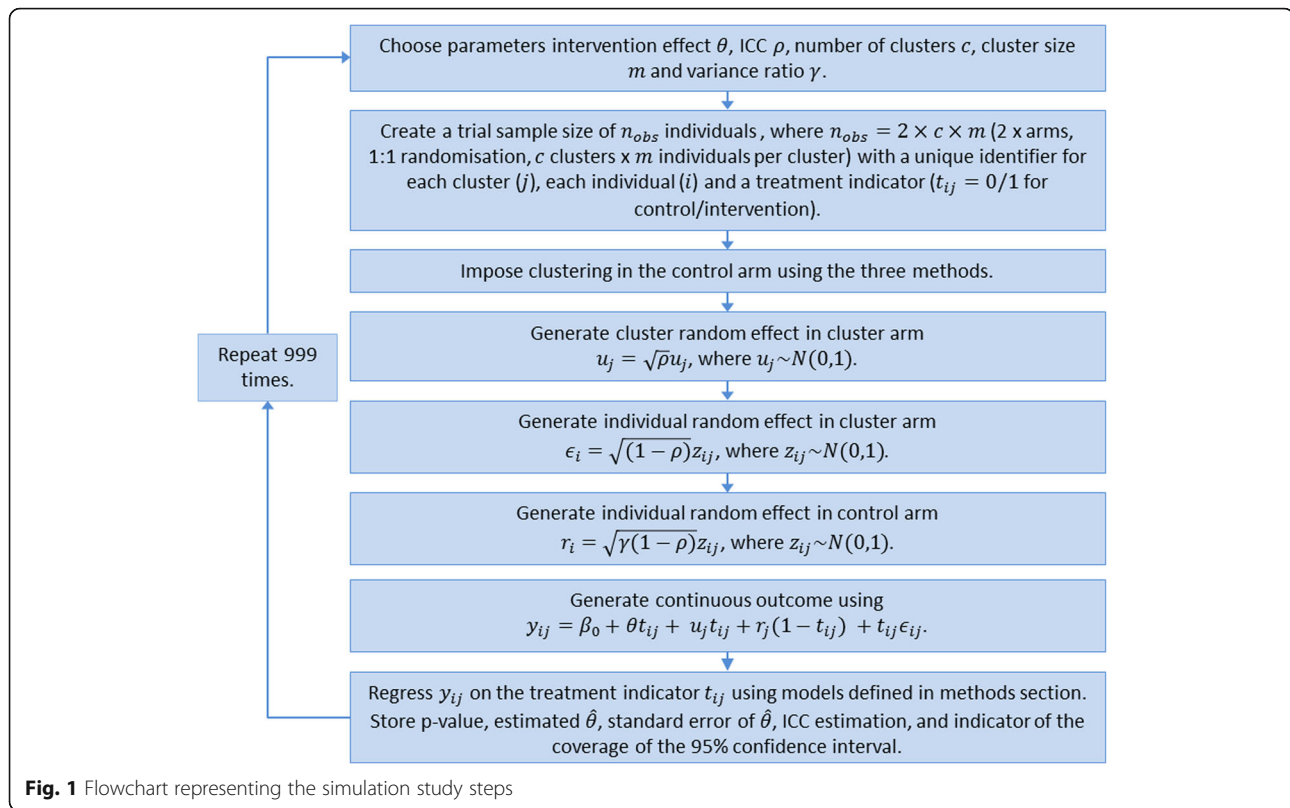 Choose parameters intervention effect θ, ICC ρ, number of clusters c, cluster size
m and variance ratio γ.
Create a trial sample size of n_obs individuals , where n_obs = 2 × c × m (2 x arms,
1:1 randomisation, c clusters x m individuals per cluster) with a unique identifier for
each cluster (j), each individual (i) and a treatment indicator (t_ij = 0/1 for
control/intervention).
Impose clustering in the control arm using the three methods.
Generate cluster random effect in cluster arm
u_j = √ρu_j, where u_j~N(0,1).
Repeat 999
times.
Generate individual random effect in cluster arm
ϵ_i = √(1 − ρ)z_ij, where z_ij~N(0,1).
Generate individual random effect in control arm
r_i = √γ(1 − ρ)z_ij, where z_ij~N(0,1).
Generate continuous outcome using
y_ij = β_0 + θt_ij + u_jt_ij + r_j(1 − t_ij) + t_ijϵ_ij.
Regress y_ij on the treatment indicator t_ij using models defined in methods section.
Store p-value, estimated θ̂, standard error of θ̂, ICC estimation, and indicator of the
coverage of the 95% confidence interval.
Fig. 1 Flowchart representing the simulation study steps